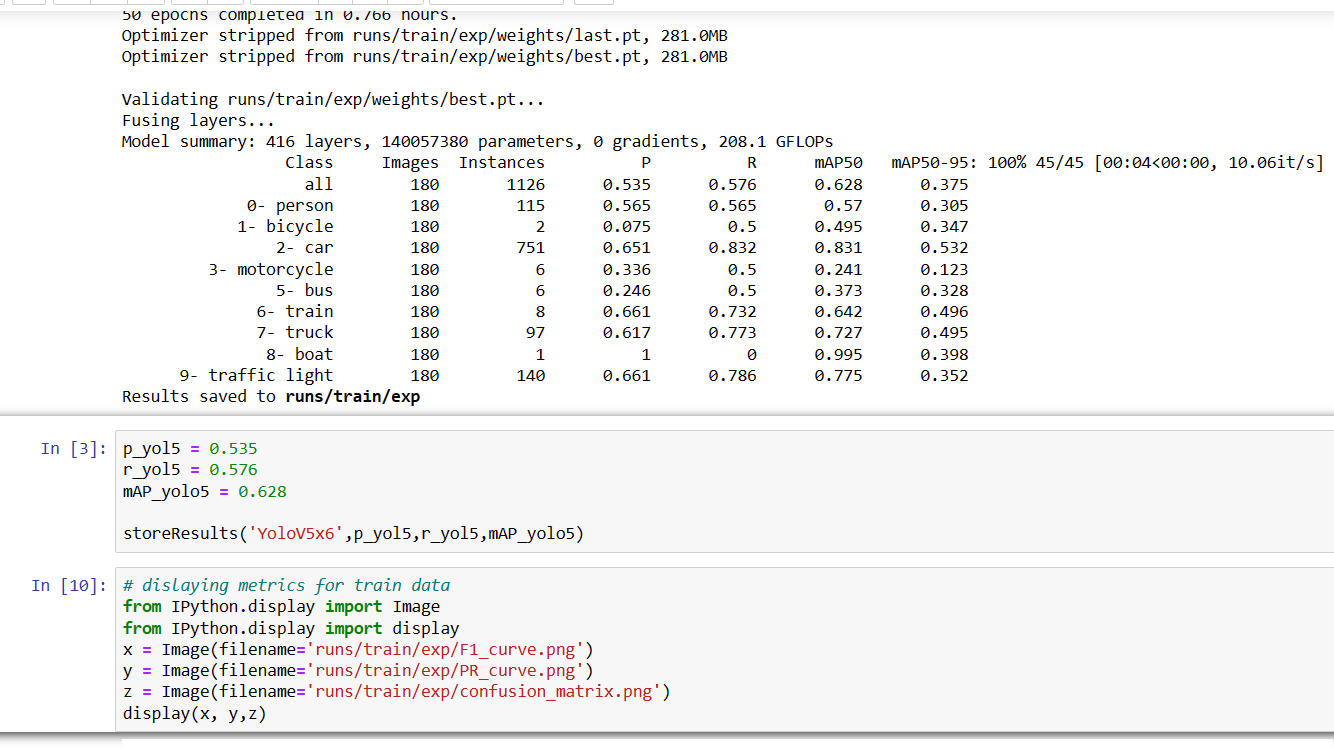 50 epochs completed in 0.766 hours.
Optimizer stripped from runs/train/exp/weights/last.pt, 281.0MB
Optimizer stripped from runs/train/exp/weights/best.pt, 281.0MB
Validating runs/train/exp/weights/best.pt...
Fusing layers...
Model summary: 416 layers, 140057380 parameters, 0 gradients, 208.1 GFLOPs
Class Images Instances P R mAP50 mAP50-95: 100% 45/45 [00:04<00:00, 10.06it/s]
all 180 1126 0.535 0.576 0.628 0.375
0- person 180 115 0.565 0.565 0.57 0.305
1- bicycle 180 2 0.075 0.5 0.495 0.347
2- car 180 751 0.651 0.832 0.831 0.532
3- motorcycle 180 6 0.336 0.5 0.241 0.123
5- bus 180 6 0.246 0.5 0.373 0.328
6- train 180 8 0.661 0.732 0.642 0.496
7- truck 180 97 0.617 0.773 0.727 0.495
8- boat 180 1 1 0 0.995 0.398
9- traffic light 180 140 0.661 0.786 0.775 0.352
Results saved to runs/train/exp
In [3]: p_yol5 = 0.535
r_yol5 = 0.576
mAP_yolo5 = 0.628
storeResults('YoloV5x6',p_yol5,r_yol5,mAP_yolo5)
In [10]: # dislaying metrics for train data
from IPython.display import Image
from IPython.display import display
x = Image(filename='runs/train/exp/F1_curve.png')
y = Image(filename='runs/train/exp/PR_curve.png')
z = Image(filename='runs/train/exp/confusion_matrix.png')
display(x, y,z)